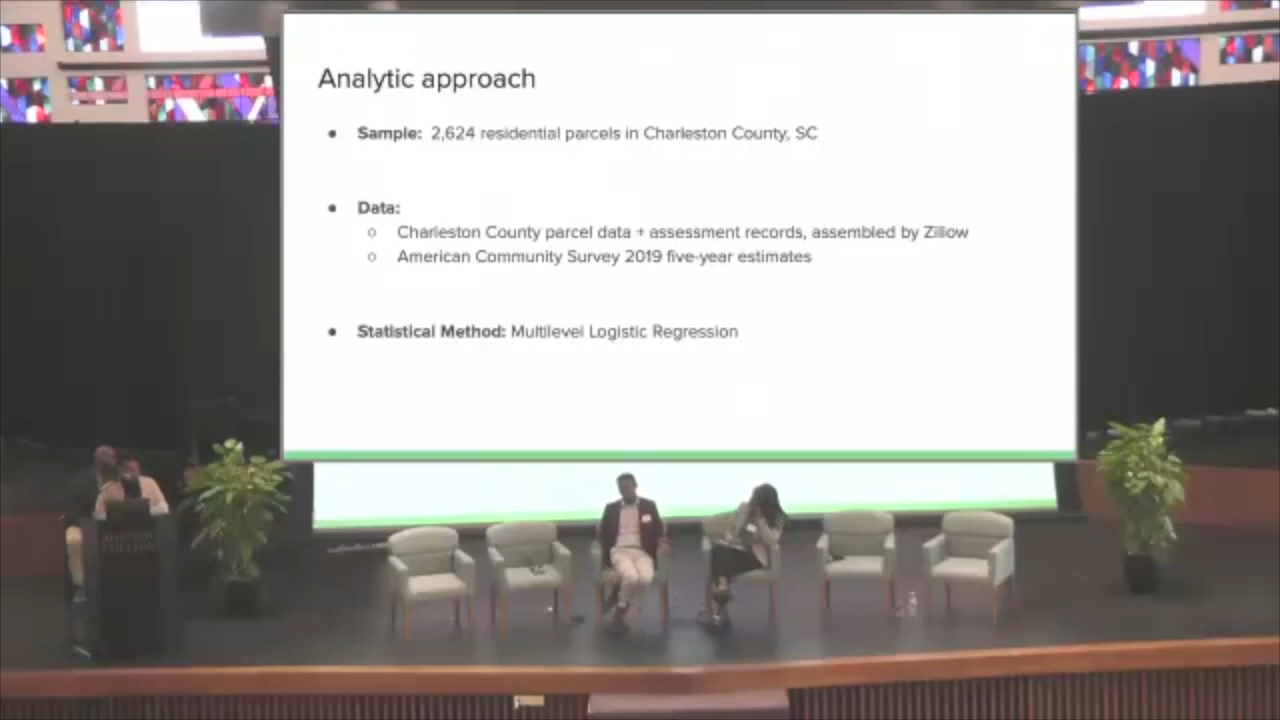 Analytic approach
● Sample: 2,624 residential parcels in Charleston County, SC
● Data:
○ Charleston County parcel data + assessment records, assembled by Zillow
○ American Community Survey 2019 five-year estimates
● Statistical Method: Multilevel Logistic Regression